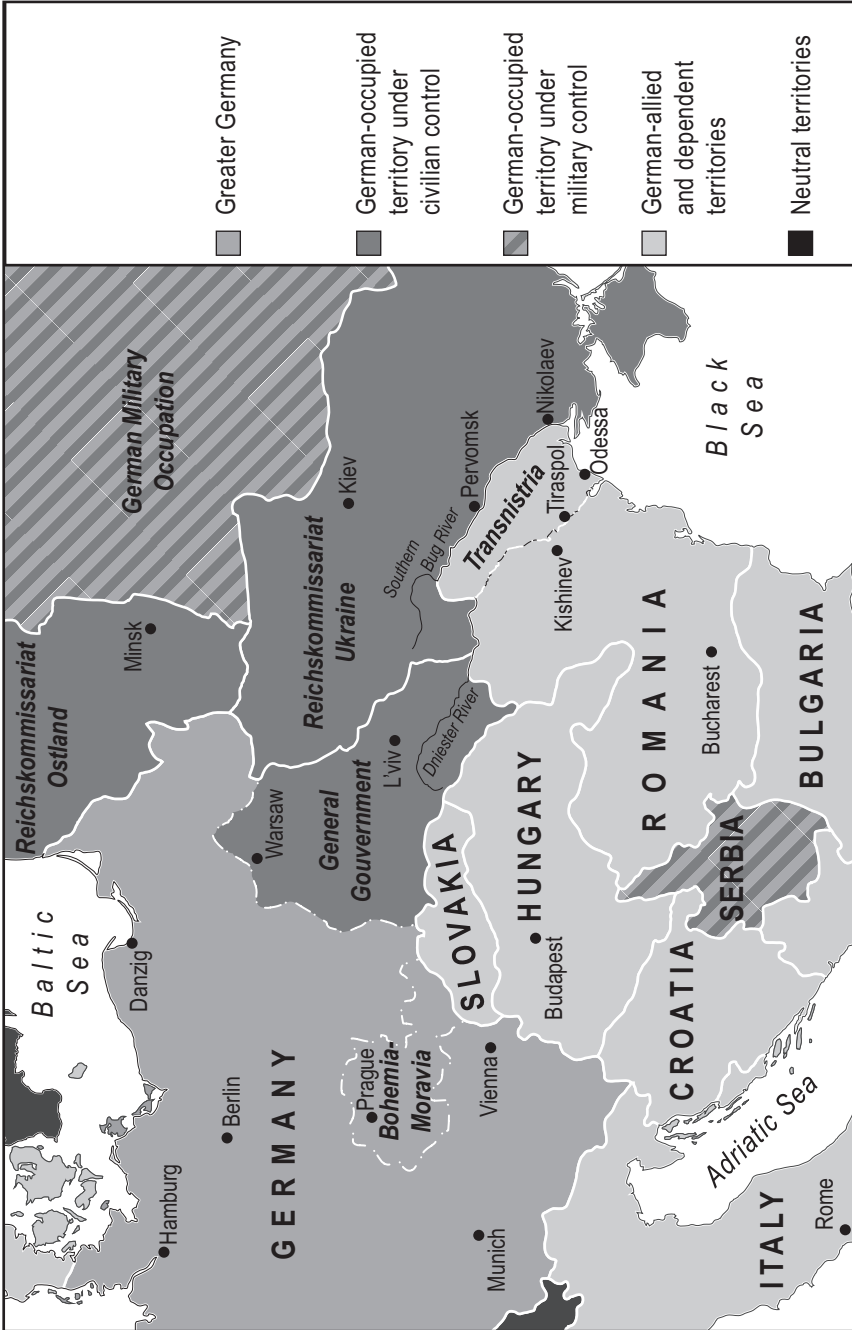 Baltic
Sea
Reichskommissariat
Ostland
Minsk
German Military
Occupation
Hamburg
Berlin
Danzig
GERMANY
Warsaw
General
Gouvernement
L'viv
Reichskommissariat
Ukraine
Kiev
Prague
Bohemia-
Moravia
Munich
Vienna
SLOVAKIA
Dniester River
Southern
Bug River
Pervomsk
Transnistria
Nikolaev
Tiraspol
Odessa
Kishinev
Budapest
HUNGARY
ROMANIA
Bucharest
Black
Sea
CROATIA
SERBIA
BULGARIA
Adriatic Sea
ITALY
Rome
Greater Germany
German-occupied
territory under
civilian control
German-occupied
territory under
military control
German-allied
and dependent
territories
Neutral territories